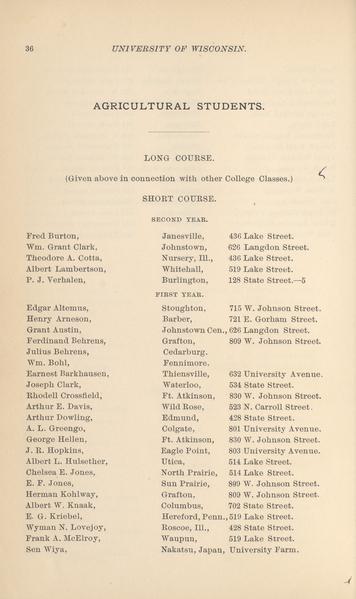 36 UNIVERSITY OF WISCONSIN.
AGRICULTURAL STUDENTS.
LONG COURSE.
(Given above in connection with other College Classes.)
SHORT COURSE.
SECOND YEAR.
Fred Burton, Janesville, 436 Lake Street.
Wm. Grant Clark, Johnstown, 626 Langdon Street.
Theodore A. Cotta, Nursery, Ill., 436 Lake Street.
Albert Lambertson, Whitehall, 519 Lake Street.
P. J. Verhalen, Burlington, 128 State Street.—5
FIRST YEAR.
Edgar Altemus, Stoughton, 715 W. Johnson Street.
Henry Arneson, Barber, 721 E. Gorham Street.
Grant Austin, Johnstown Cen., 626 Langdon Street.
Ferdinand Behrens, Grafton, 809 W. Johnson Street.
Julius Behrens, Cedarburg.
Wm. Bohl, Fennimore.
Earnest Barkhausen, Thiensville, 632 University Avenue.
Joseph Clark, Waterloo, 534 State Street.
Rhodell Crossfield, Ft. Atkinson, 830 W. Johnson Street.
Arthur E. Davis, Wild Rose, 523 N. Carroll Street.
Arthur Dowling, Edmund, 428 State Street.
A. L. Greengo, Colgate, 801 University Avenue.
George Hellen, Ft. Atkinson, 830 W. Johnson Street.
J. R. Hopkins, Eagle Point, 803 University Avenue.
Albert L. Hulsether, Utica, 514 Lake Street.
Chelsea E. Jones, North Prairie, 514 Lake Street.
E. F. Jones, Sun Prairie, 809 W. Johnson Street.
Herman Kohlway, Grafton, 809 W. Johnson Street.
Albert W. Knaak, Columbus, 702 State Street.
E. G. Kriebel, Hereford, Penn., 519 Lake Street.
Wyman N. Lovejoy, Roscoe, Ill., 428 State Street.
Frank A. McElroy, Waupun, 519 Lake Street.
Sen Wiya, Nakatsu, Japan, University Farm.